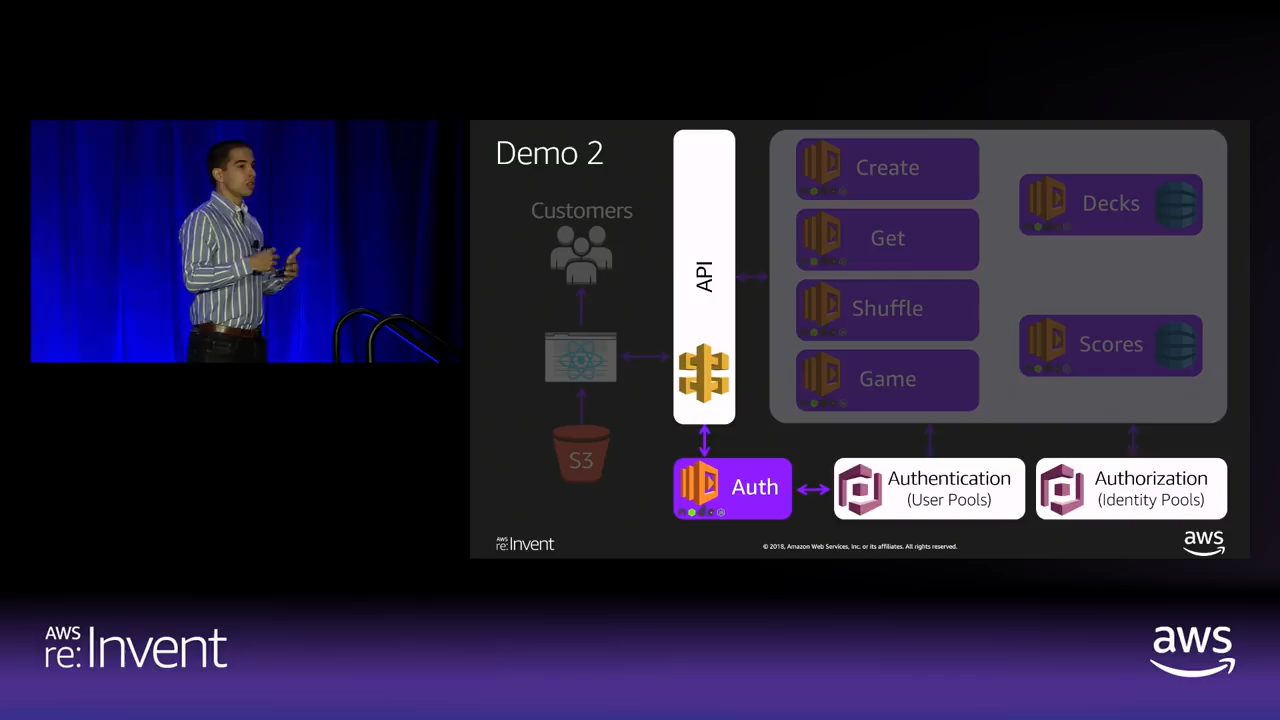 Demo 2
Customers
S3
API
Create
Get
Shuffle
Game
Decks
Scores
Auth
Authentication
(User Pools)
Authorization
(Identity Pools)
AWS
re:Invent
© 2018, Amazon Web Services, Inc. or its affiliates. All rights reserved.
aws
AWS
re:Invent
aws